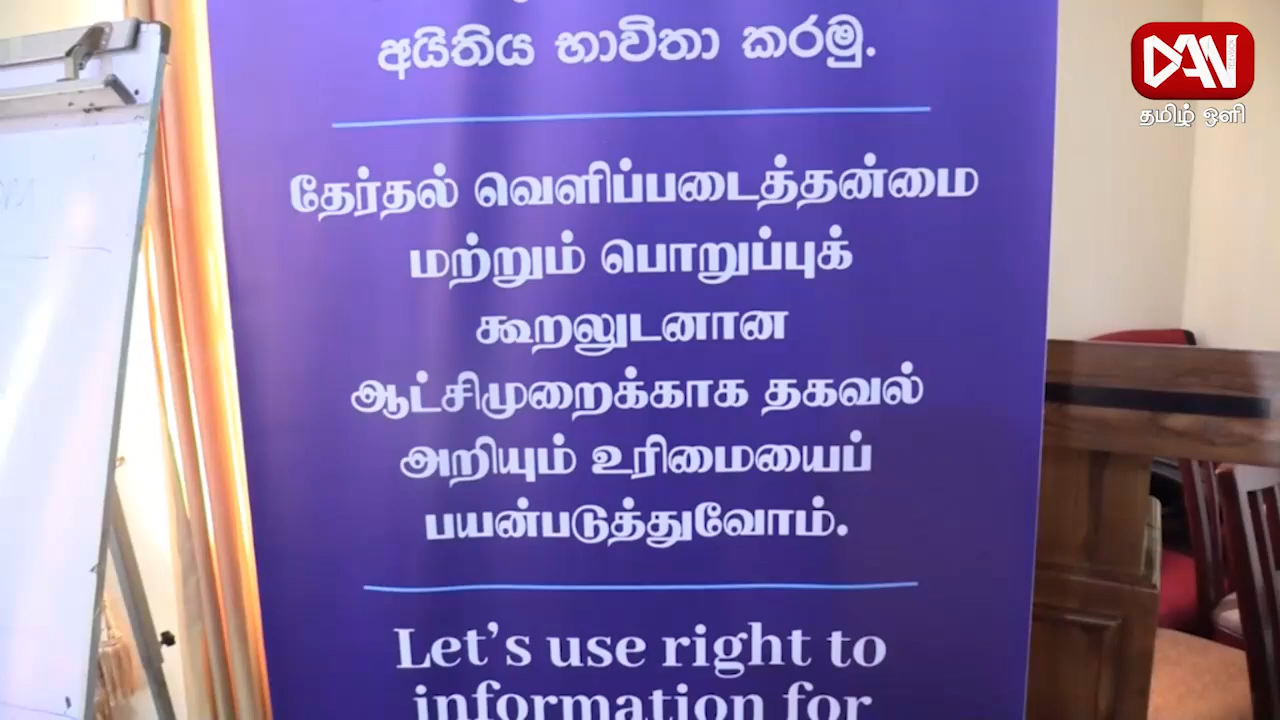 අයිතිය භාවිතා කරමු.
தேர்தல் வெளிப்படைத்தன்மை
மற்றும் பொறுப்புக்
கூறலுடனான
ஆட்சிமுறைக்காக தகவல்
அறியும் உரிமையைப்
பயன்படுத்துவோம்.
Let's use right to
information for
DAN
தமிழ் ஒளி